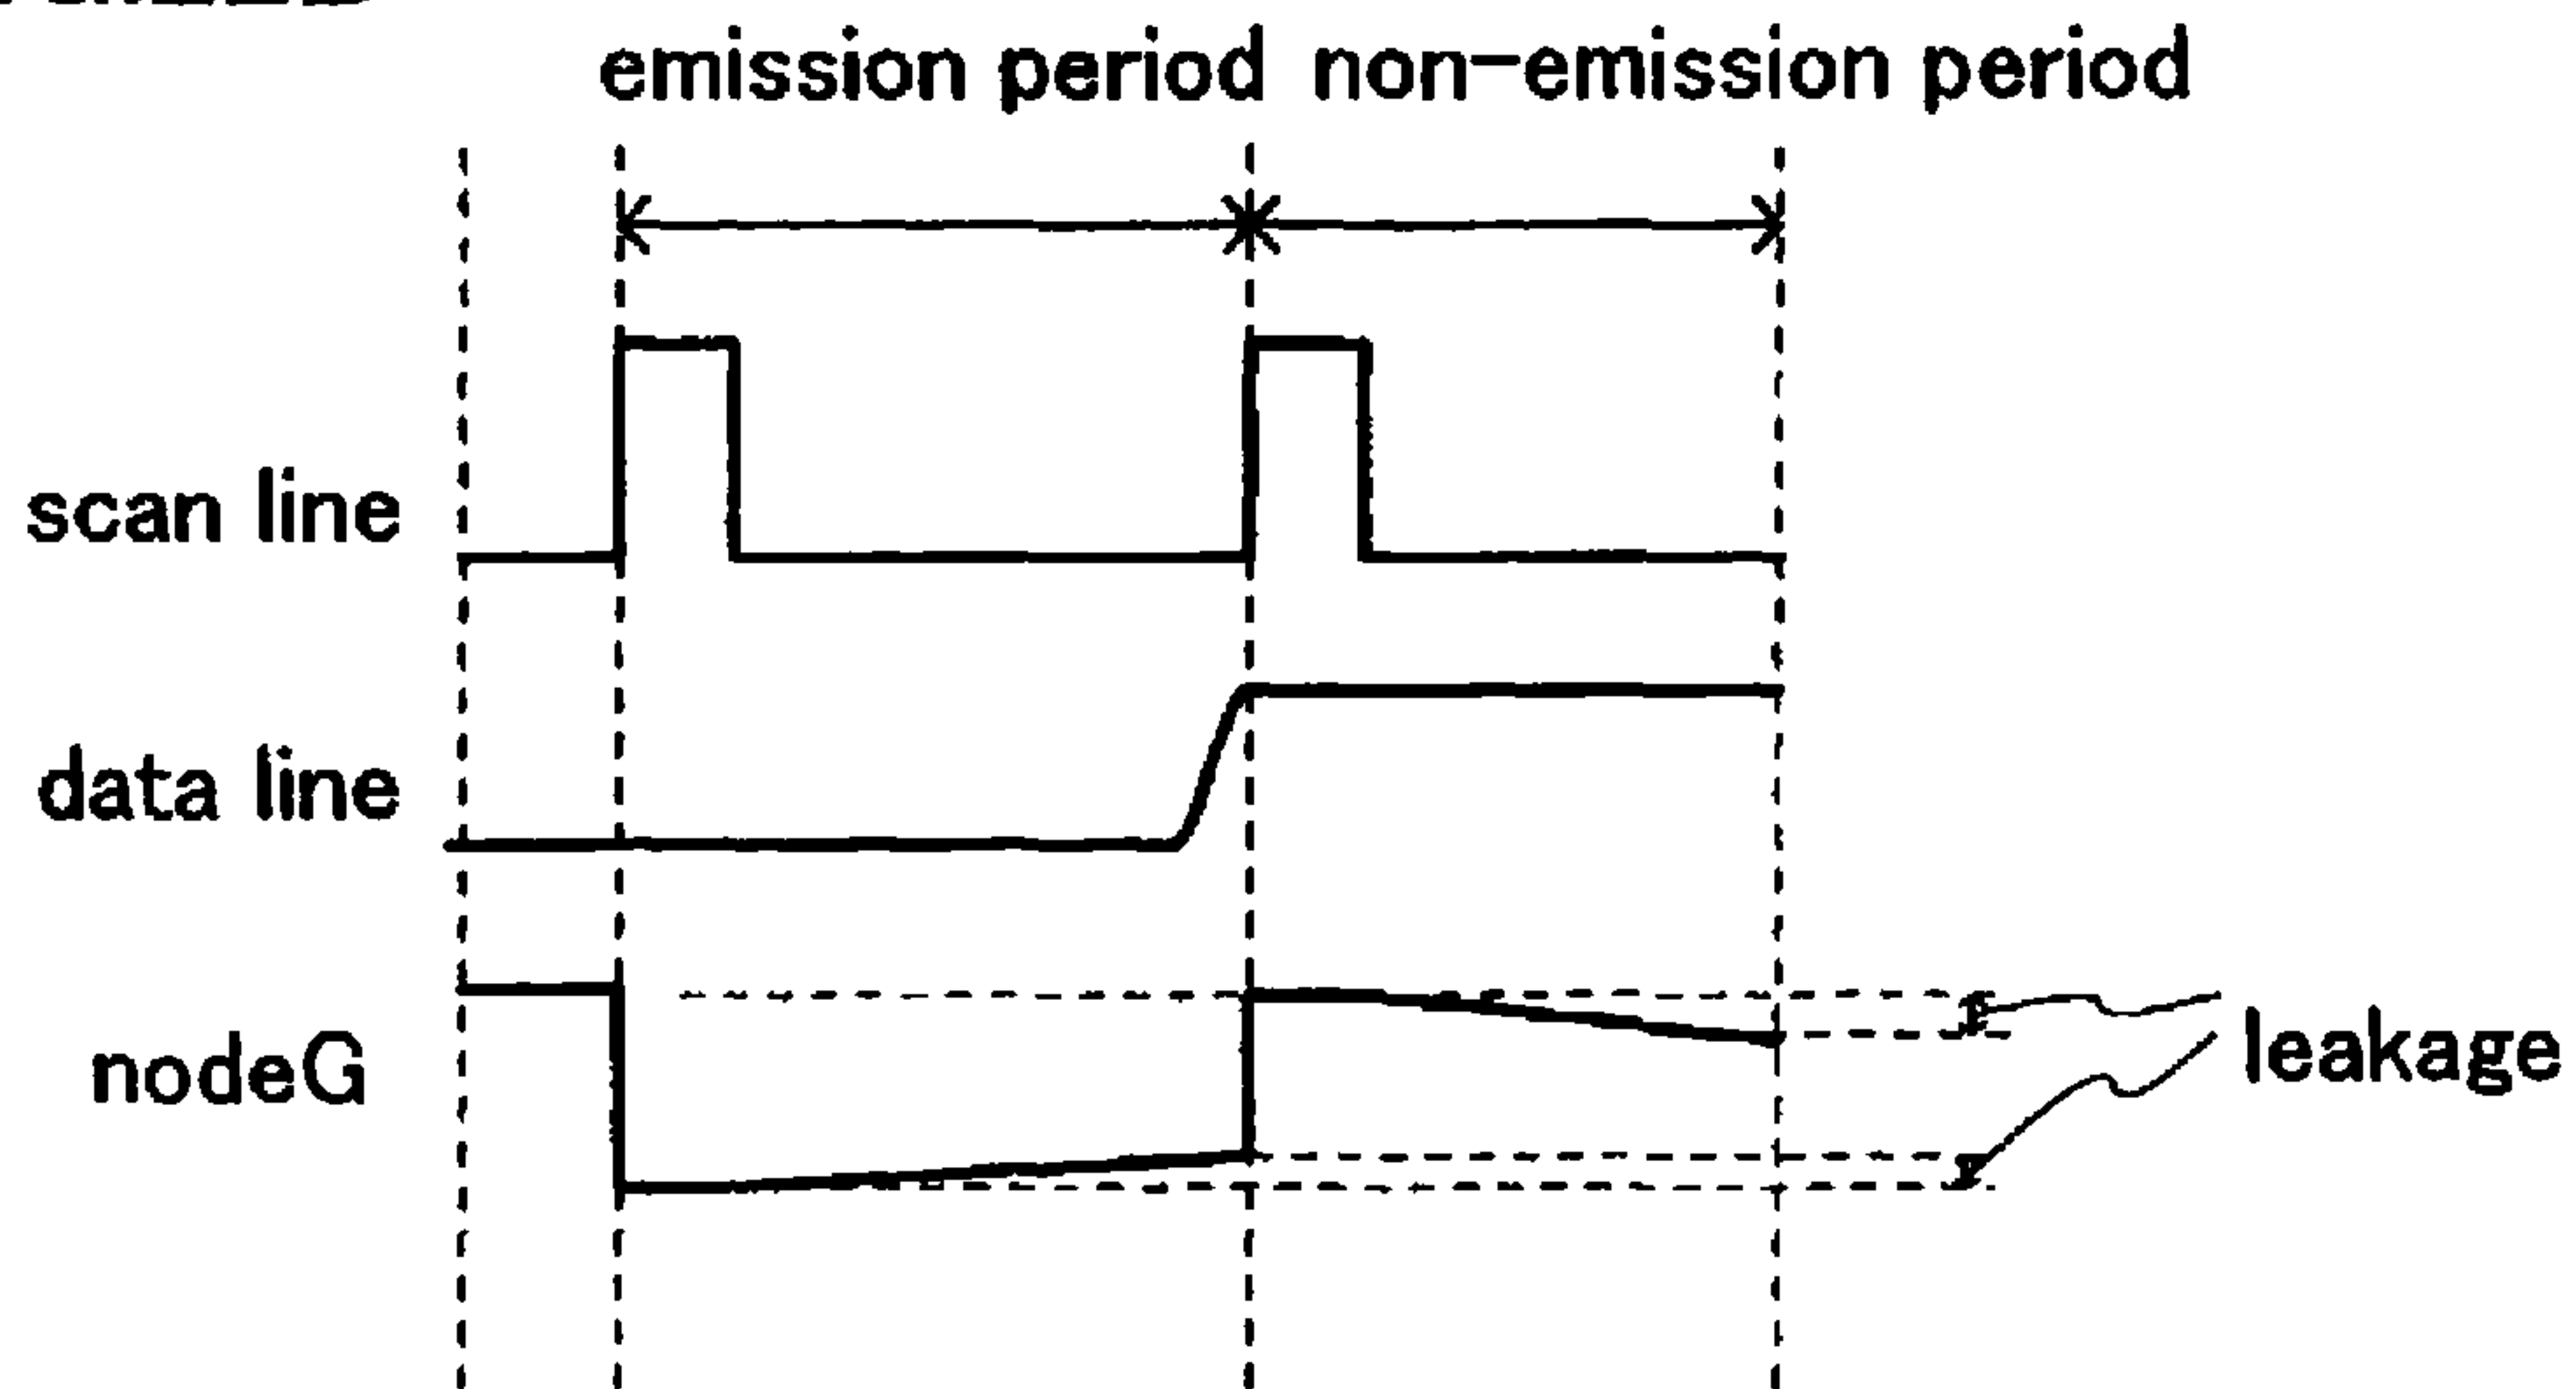 emission period non-emission period
scan line
data line
nodeG
leakage